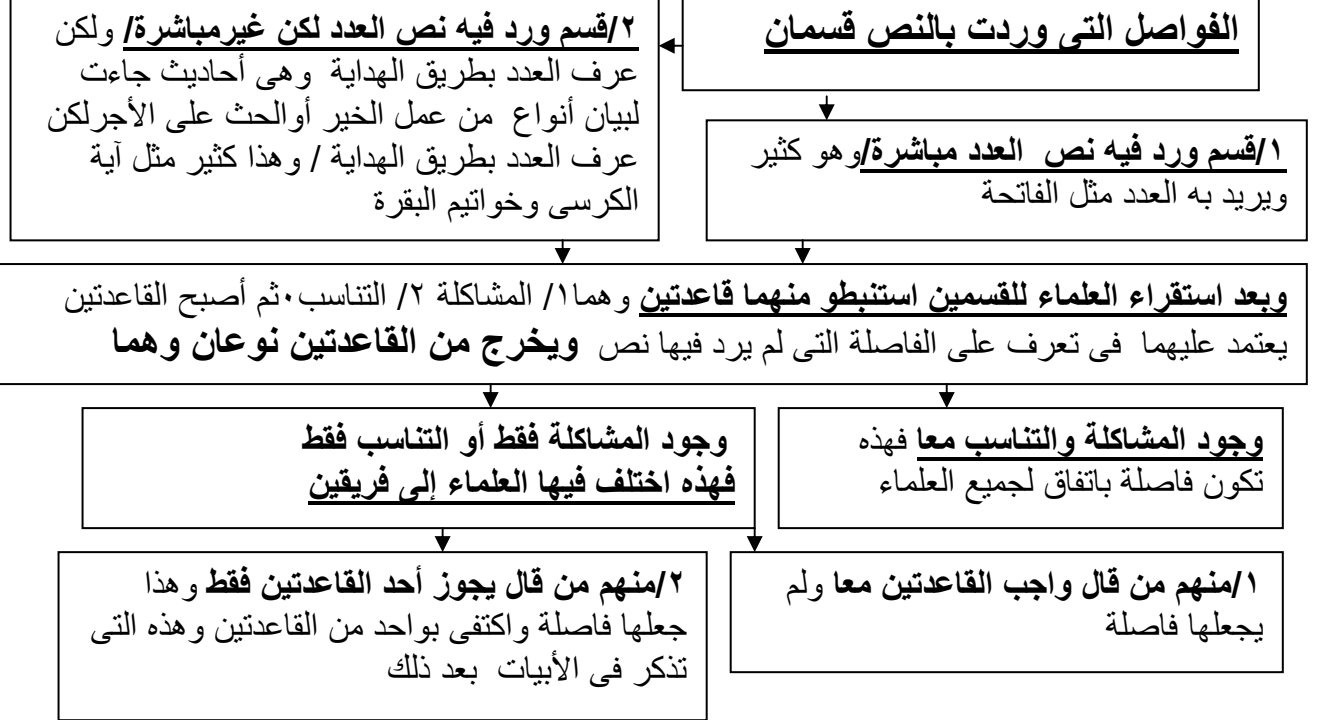 الفواصل التى وردت بالنص قسمان
١/قسم ورد فيه نص العدد مباشرة/وهو كثير
ويريد به العدد مثل الفاتحة
٢/قسم ورد فيه نص العدد لكن غيرمباشرة/ ولكن
عرف العدد بطريق الهداية وهى أحاديث جاءت
لبيان أنواع من عمل الخير أوالحث على الأجرلكن
عرف العدد بطريق الهداية / وهذا كثير مثل آية
الكرسى وخواتيم البقرة
وبعد استقراء العلماء للقسمين استنبطو منهما قاعدتين وهما١/ المشاكلة ٢/ التناسب٠ثم أصبح القاعدتين
يعتمد عليهما فى تعرف على الفاصلة التى لم يرد فيها نص ويخرج من القاعدتين نوعان وهما
وجود المشاكلة والتناسب معا فهذه
تكون فاصلة باتفاق لجميع العلماء
وجود المشاكلة فقط أو التناسب فقط
فهذه اختلف فيها العلماء إلى فريقين
١/منهم من قال واجب القاعدتين معا ولم
يجعلها فاصلة
٢/منهم من قال يجوز أحد القاعدتين فقط وهذا
جعلها فاصلة واكتفى بواحد من القاعدتين وهذه التى
تذكر فى الأبيات بعد ذلك